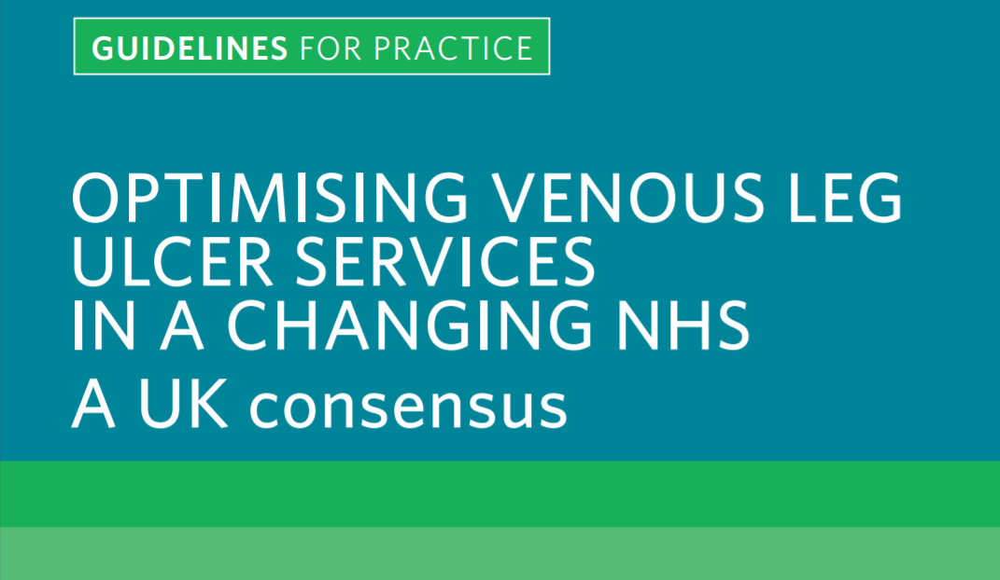 GUIDELINES FOR PRACTICE
OPTIMISING VENOUS LEG
ULCER SERVICES
IN A CHANGING NHS
A UK consensus